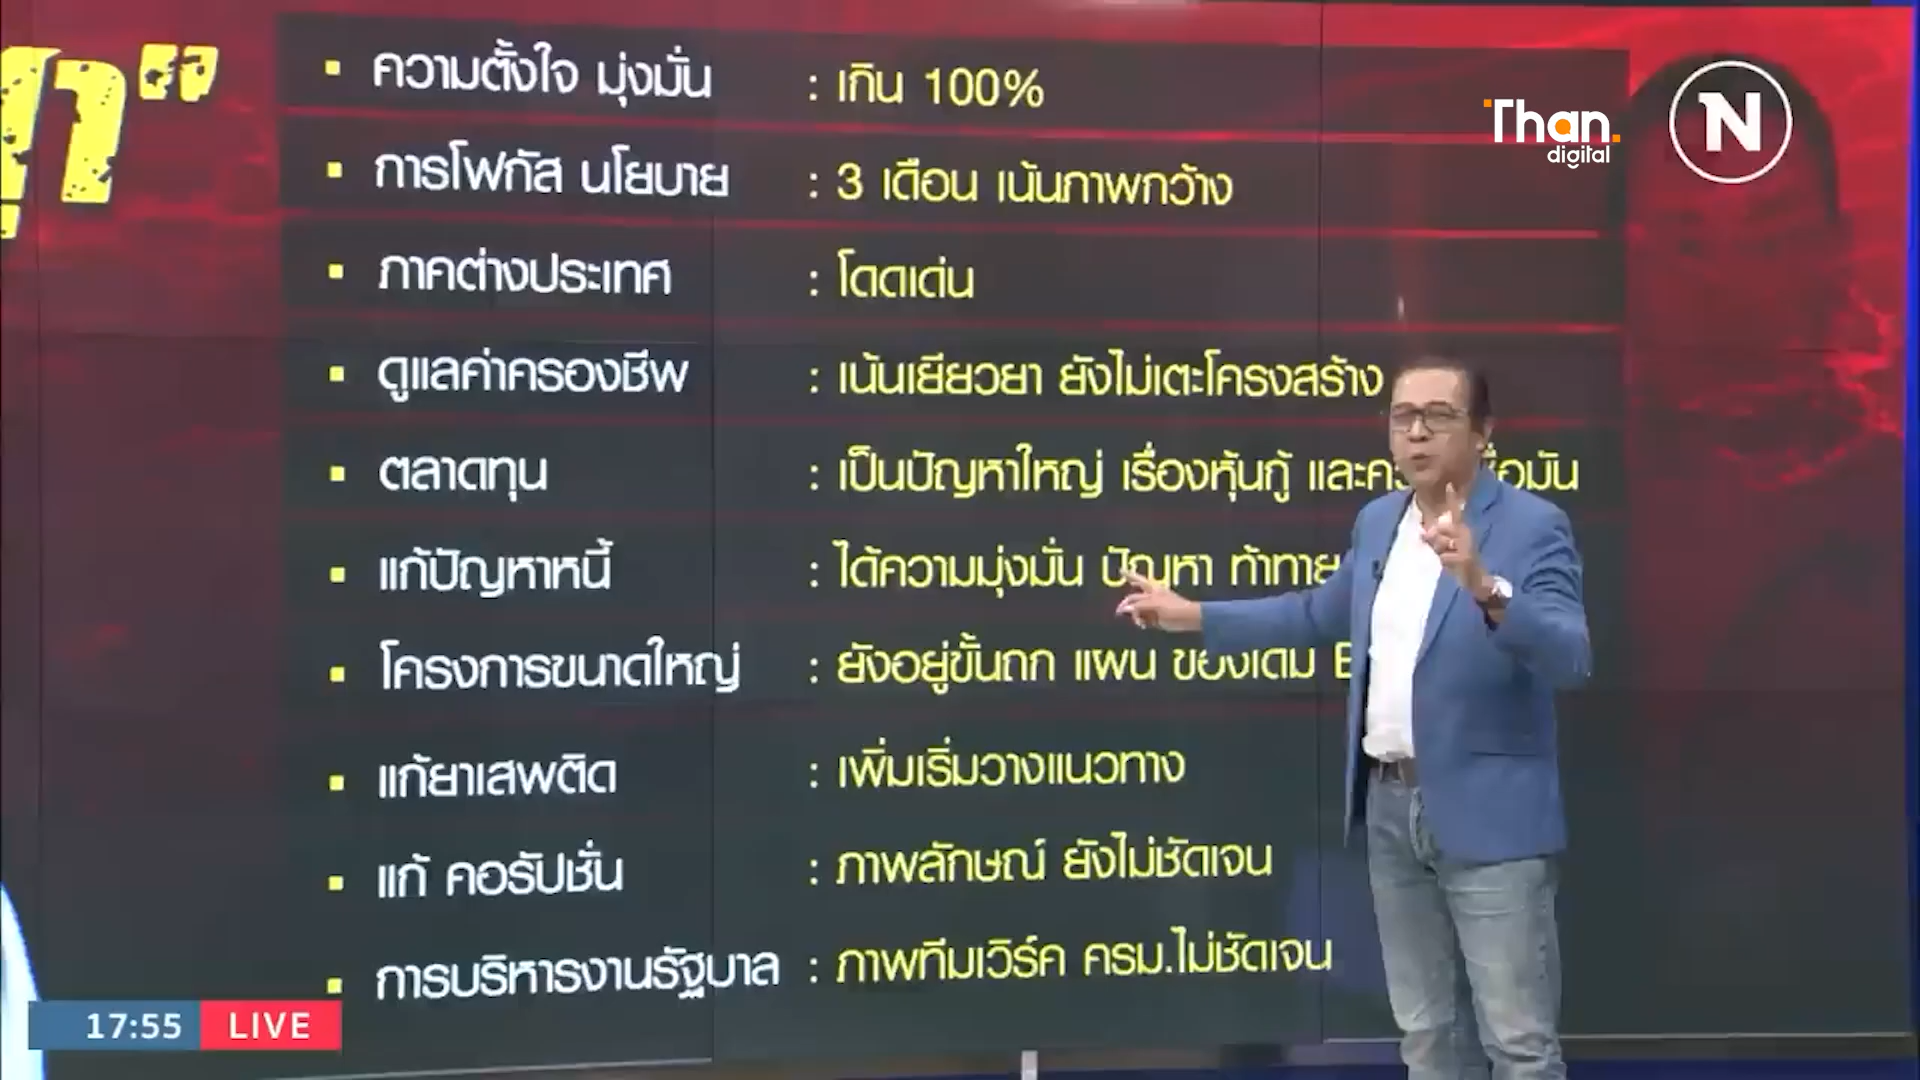 ความตั้งใจ มุ่งมั่น : เกิน 100%
การโฟกัส นโยบาย : 3 เดือน เน้นภาพกว้าง
ภาคต่างประเทศ : โดดเด่น
ดูแลค่าครองชีพ : เน้นเยียวยา ยังไม่เตะโครงสร้าง
ตลาดทุน : เป็นปัญหาใหญ่ เรื่องหุ้นกู้
แก้ปัญหาหนี้ : ได้ความมุ่งมั่น ปัญหา ท้าทาย
โครงการขนาดใหญ่ : ยังอยู่ขั้นถก แผน ของเดิม
แก้ยาเสพติด : เพิ่มเริ่มวางแนวทาง
แก้ คอรัปชั่น : ภาพลักษณ์ ยังไม่ชัดเจน
การบริหารงานรัฐบาล : ภาพทีมเวิร์ค ครม.ไม่ชัดเจน
Than.
digital
N
17:55 LIVE